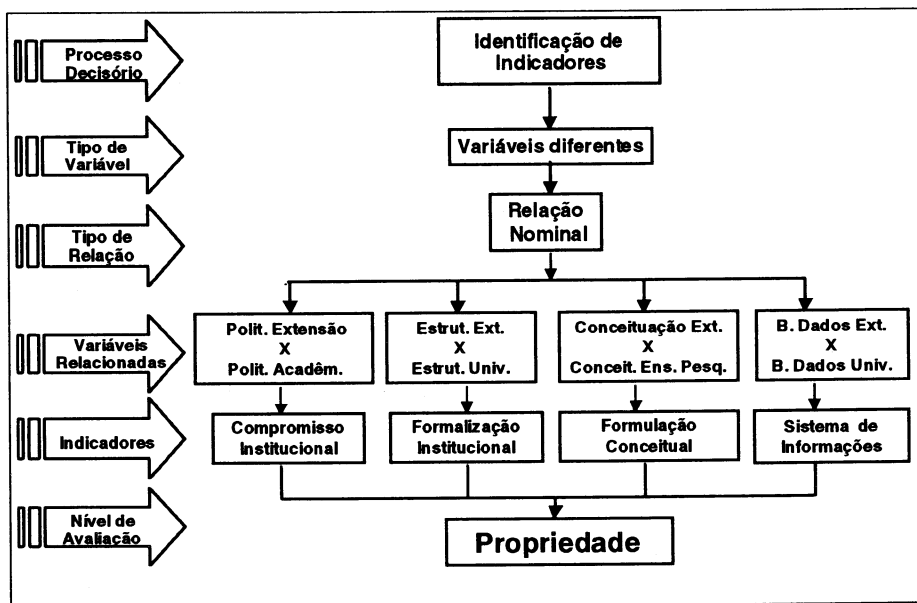 Processo
Decisório
Identificação de
Indicadores
Tipo de
Variável
Variáveis diferentes
Tipo de
Relação
Relação
Nominal
Variáveis
Relacionadas
Polit. Extensão
X
Polit. Acadêm.
Estrut. Ext.
X
Estrut. Univ.
Conceituação Ext.
X
Conceit. Ens. Pesq.
B. Dados Ext.
X
B. Dados Univ.
Indicadores
Compromisso
Institucional
Formalização
Institucional
Formulação
Conceitual
Sistema de
Informações
Nível de
Avaliação
Propriedade